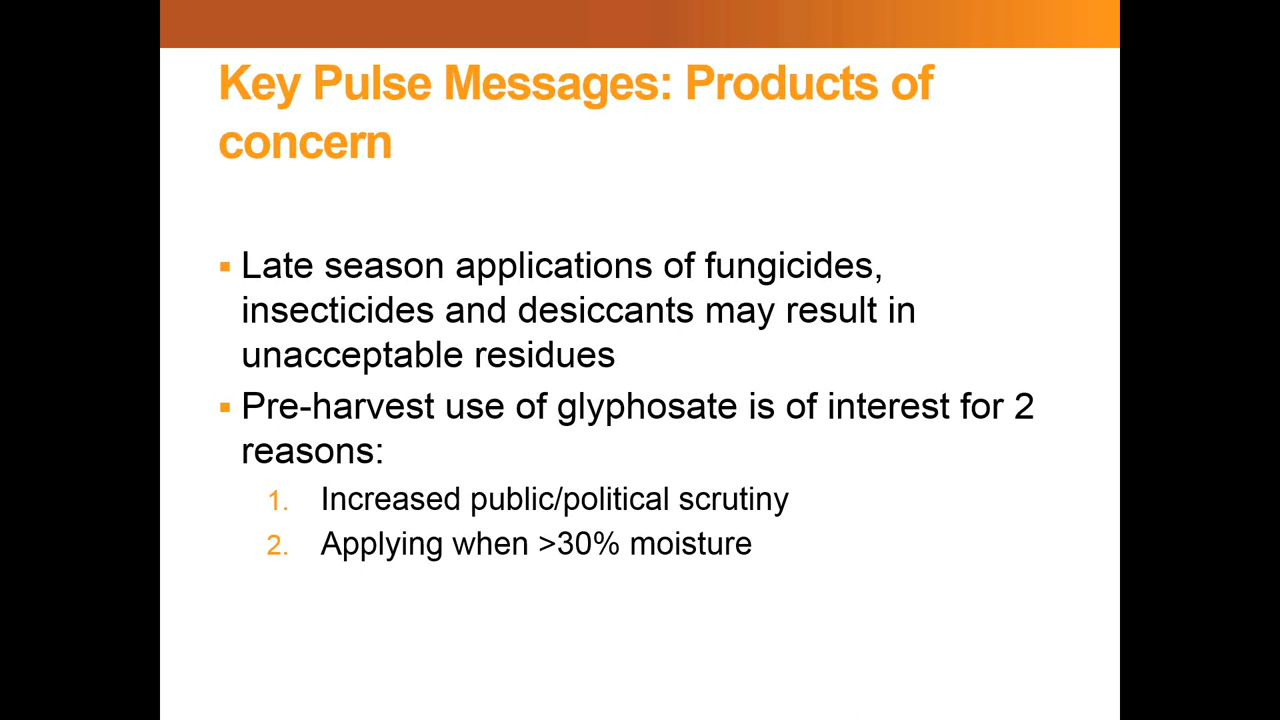 Key Pulse Messages: Products of
concern
▪ Late season applications of fungicides,
insecticides and desiccants may result in
unacceptable residues
▪ Pre-harvest use of glyphosate is of interest for 2
reasons:
1. Increased public/political scrutiny
2. Applying when >30% moisture